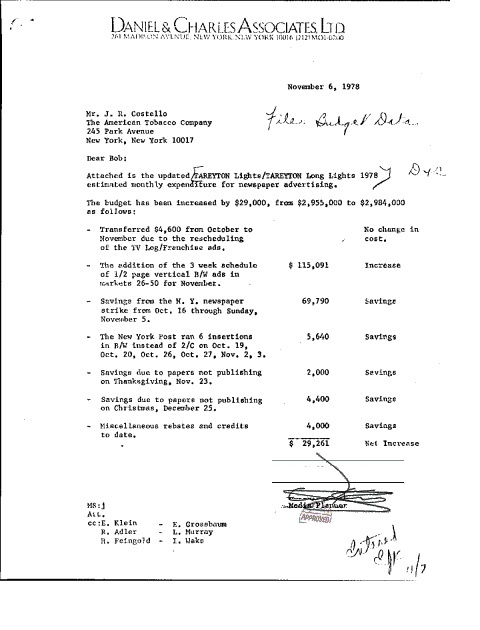 DANIEL & CHARLES ASSOCIATES, LTD
261 MADISON AVENUE, NEW YORK, NEW YORK 10016 (212) MO1-0200
November 6, 1978
File: Budget Data
Mr. J. R. Costello
The American Tobacco Company
245 Park Avenue
New York, New York 10017
Dear Bob:
Attached is the updated TAREYTON Lights/TAREYTON Long Lights 1978
estimated monthly expenditure for newspaper advertising.
The budget has been increased by $29,000, from $2,955,000 to $2,984,000
as follows:
- Transferred $4,600 from October to No change in
November due to the rescheduling cost.
of the TV Log/Franchise ads.
- The addition of the 3 week schedule $ 115,091 Increase
of 1/2 page vertical B/W ads in
markets 26-50 for November.
- Savings from the N. Y. newspaper 69,790 Savings
strike from Oct. 16 through Sunday,
November 5.
- The New York Post ran 6 insertions 5,640 Savings
in B/W instead of 2/C on Oct. 19,
Oct. 20, Oct. 26, Oct. 27, Nov. 2, 3.
- Savings due to papers not publishing 2,000 Savings
on Thanksgiving, Nov. 23.
- Savings due to papers not publishing 4,400 Savings
on Christmas, December 25.
- Miscellaneous rebates and credits 4,000 Savings
to date.
$ 29,261 Net Increase
Media Planner
APPROVED
MS:j
Att.
cc:E. Klein - E. Grossbaum
R. Adler - L. Murray
R. Feingold - I. Wake
11/7